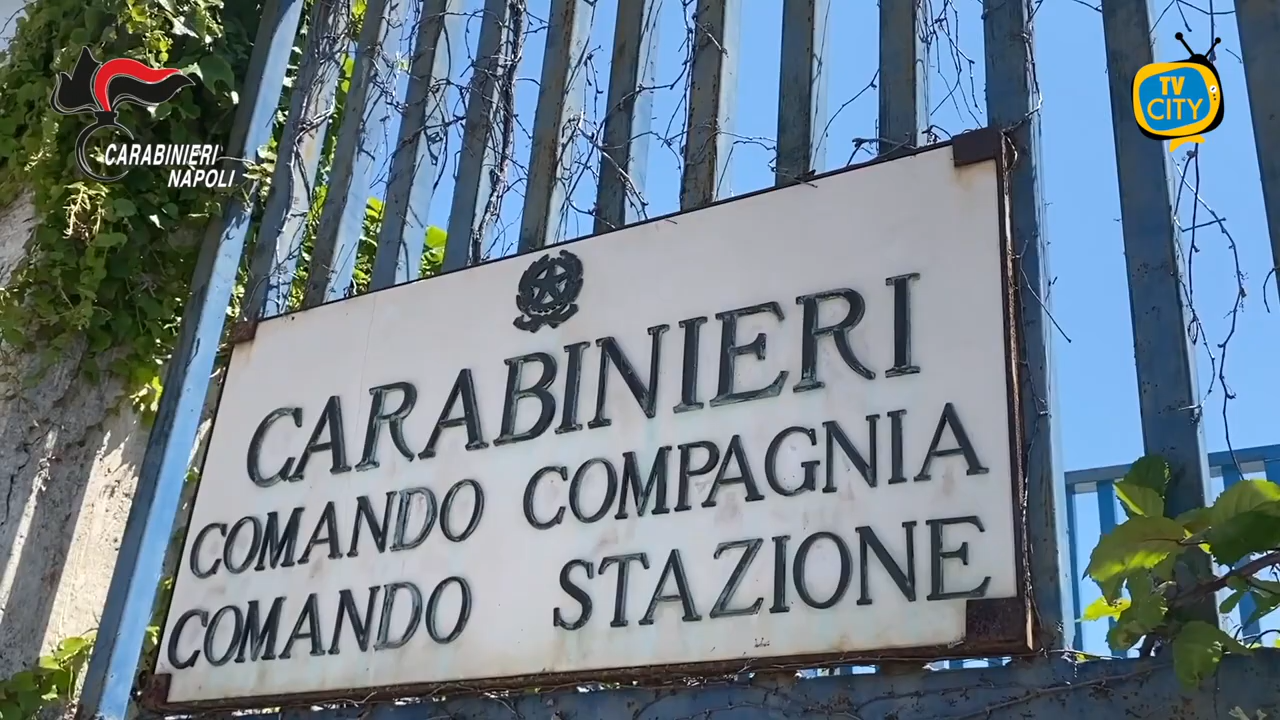 CARABINIERI
NAPOLI
TV
CITY
CARABINIERI
COMANDO COMPAGNIA
COMANDO STAZIONE